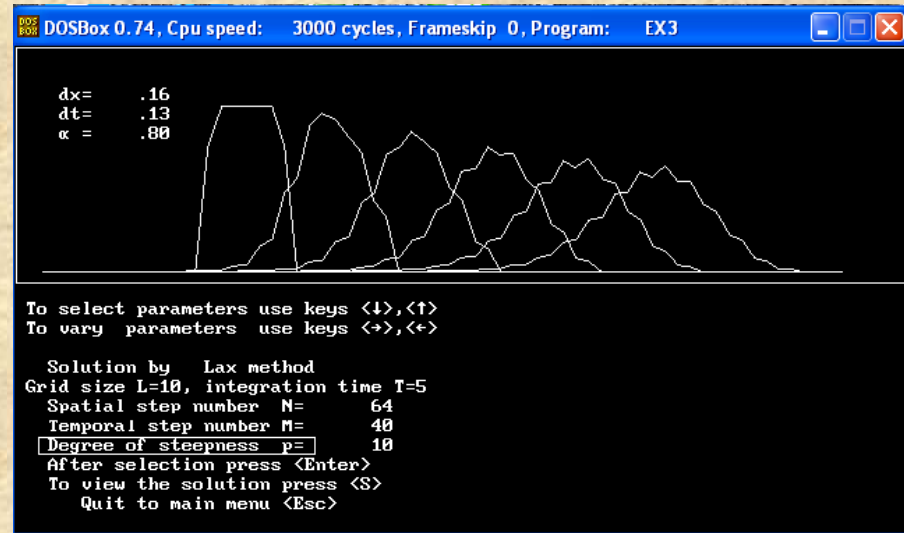 DOSBox 0.74, Cpu speed: 3000 cycles, Frameskip 0, Program: EX3
dx= .16
dt= .13
α = .80
To select parameters use keys <↓>,<↑>
To vary parameters use keys <→>,<←>
Solution by Lax method
Grid size L=10, integration time T=5
Spatial step number N= 64
Temporal step number M= 40
Degree of steepness p= 10
After selection press <Enter>
To view the solution press <S>
Quit to main menu <Esc>